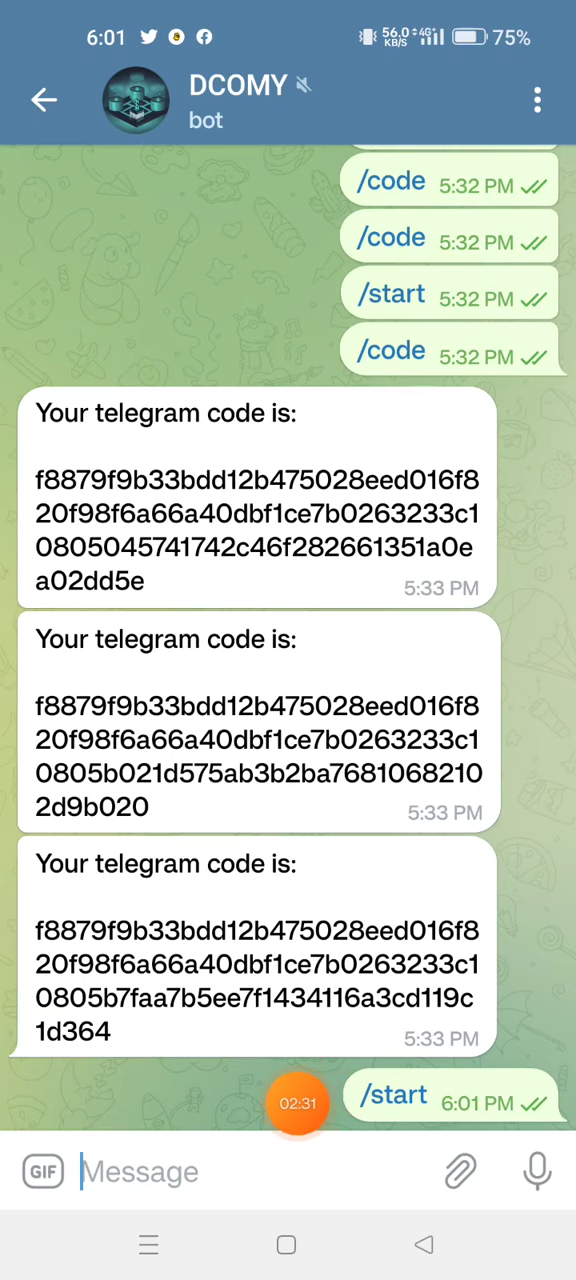 6:01
56.0 KB/S 4G 75%
DCOMY
bot
/code 5:32 PM
/code 5:32 PM
/start 5:32 PM
/code 5:32 PM
Your telegram code is:
f8879f9b33bdd12b475028eed016f8
20f98f6a66a40dbf1ce7b0263233c1
0805045741742c46f282661351a0e
a02dd5e
5:33 PM
Your telegram code is:
f8879f9b33bdd12b475028eed016f8
20f98f6a66a40dbf1ce7b0263233c1
0805b021d575ab3b2ba7681068210
2d9b020
5:33 PM
Your telegram code is:
f8879f9b33bdd12b475028eed016f8
20f98f6a66a40dbf1ce7b0263233c1
0805b7faa7b5ee7f1434116a3cd119c
1d364
5:33 PM
02:31
/start 6:01 PM
GIF Message